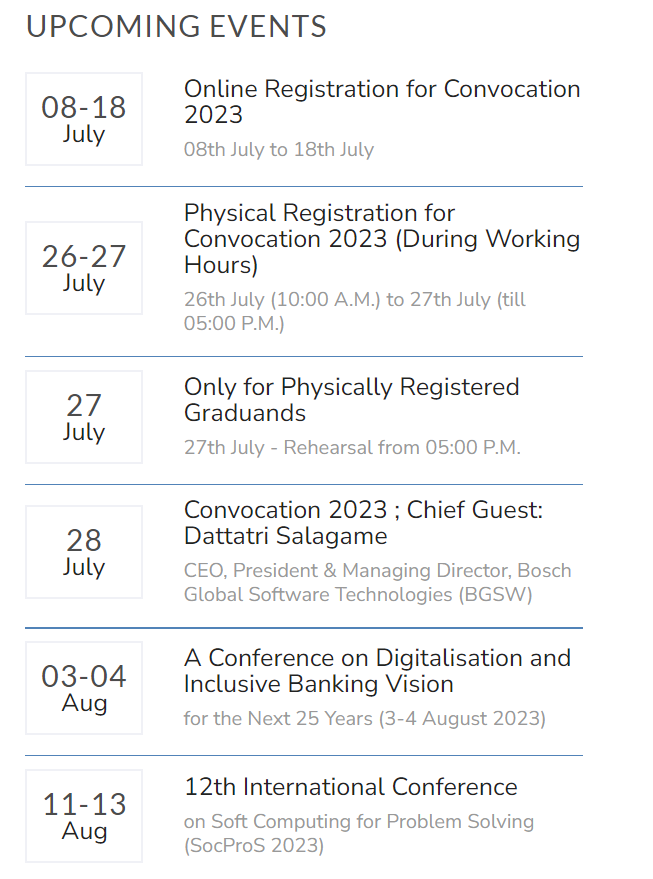 UPCOMING EVENTS
08-18
July
Online Registration for Convocation
2023
08th July to 18th July
26-27
July
Physical Registration for
Convocation 2023 (During Working
Hours)
26th July (10:00 A.M.) to 27th July (till
05:00 P.M.)
27
July
Only for Physically Registered
Graduands
27th July - Rehearsal from 05:00 P.M.
28
July
Convocation 2023 ; Chief Guest:
Dattatri Salagame
CEO, President & Managing Director, Bosch
Global Software Technologies (BGSW)
03-04
Aug
A Conference on Digitalisation and
Inclusive Banking Vision
for the Next 25 Years (3-4 August 2023)
11-13
Aug
12th International Conference
on Soft Computing for Problem Solving
(SocProS 2023)